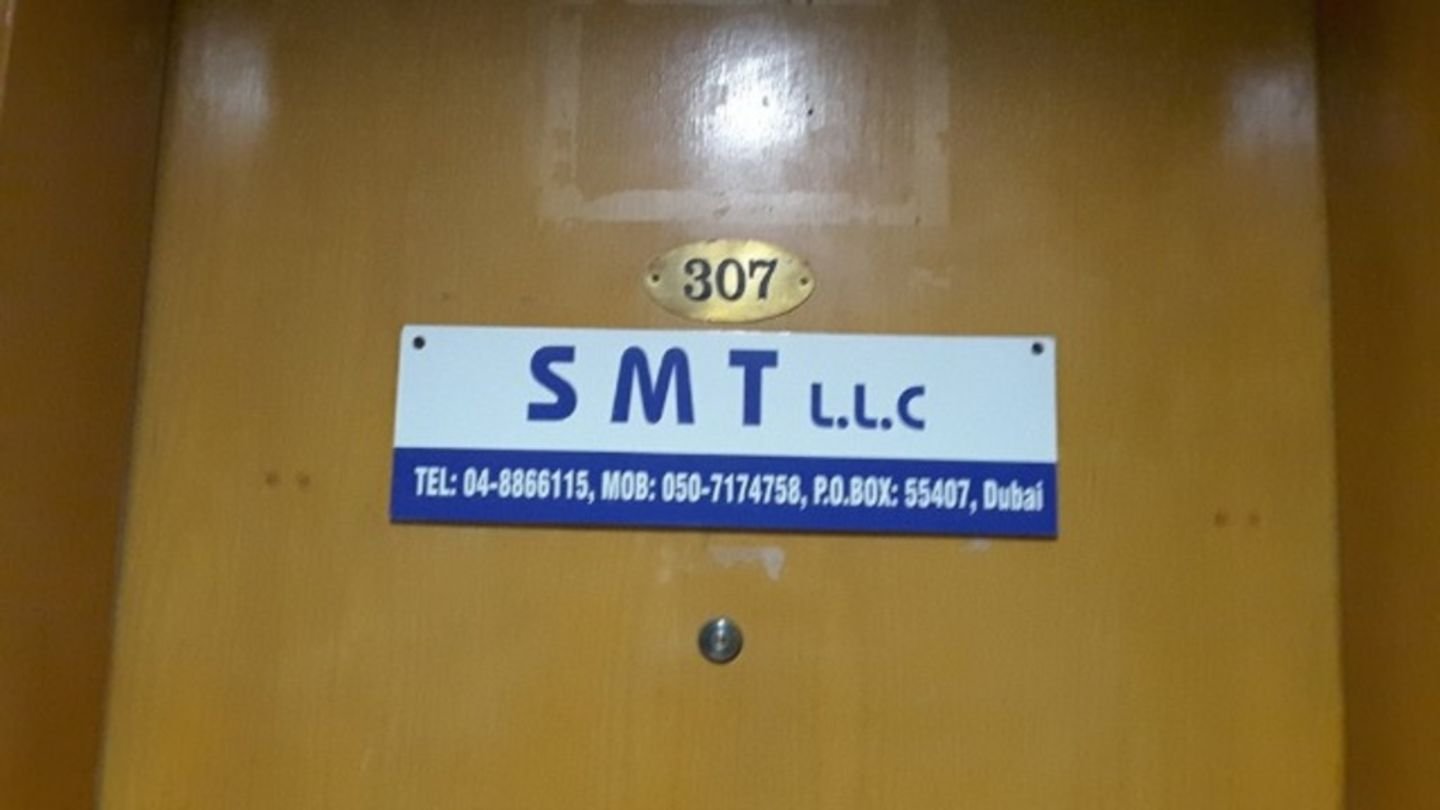 307
S M T L.L.C
TEL: 04-8866115, MOB: 050-7174758, P.O.BOX: 55407, Dubai